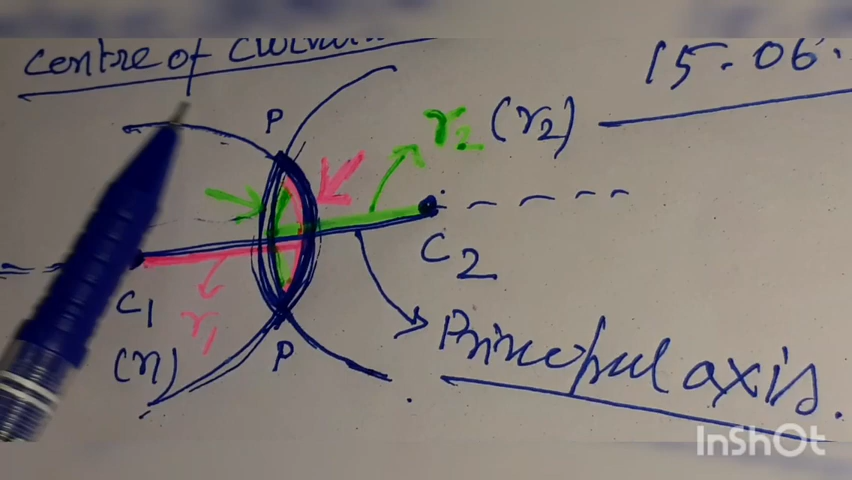 Centre of
15.06.
P
r2 (r2)
C2
C1
r1
(r1)
P
Principal axis.
InShOt